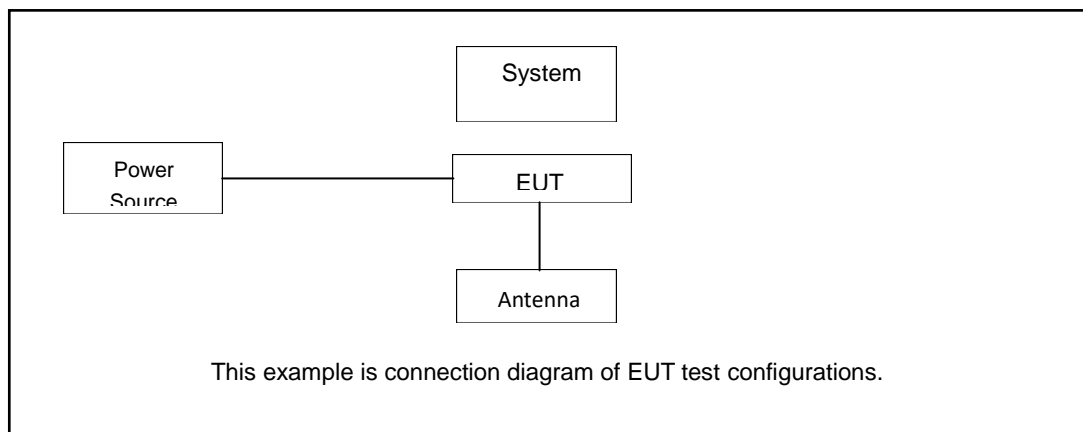 System
Power
Source
EUT
Antenna
This example is connection diagram of EUT test configurations.